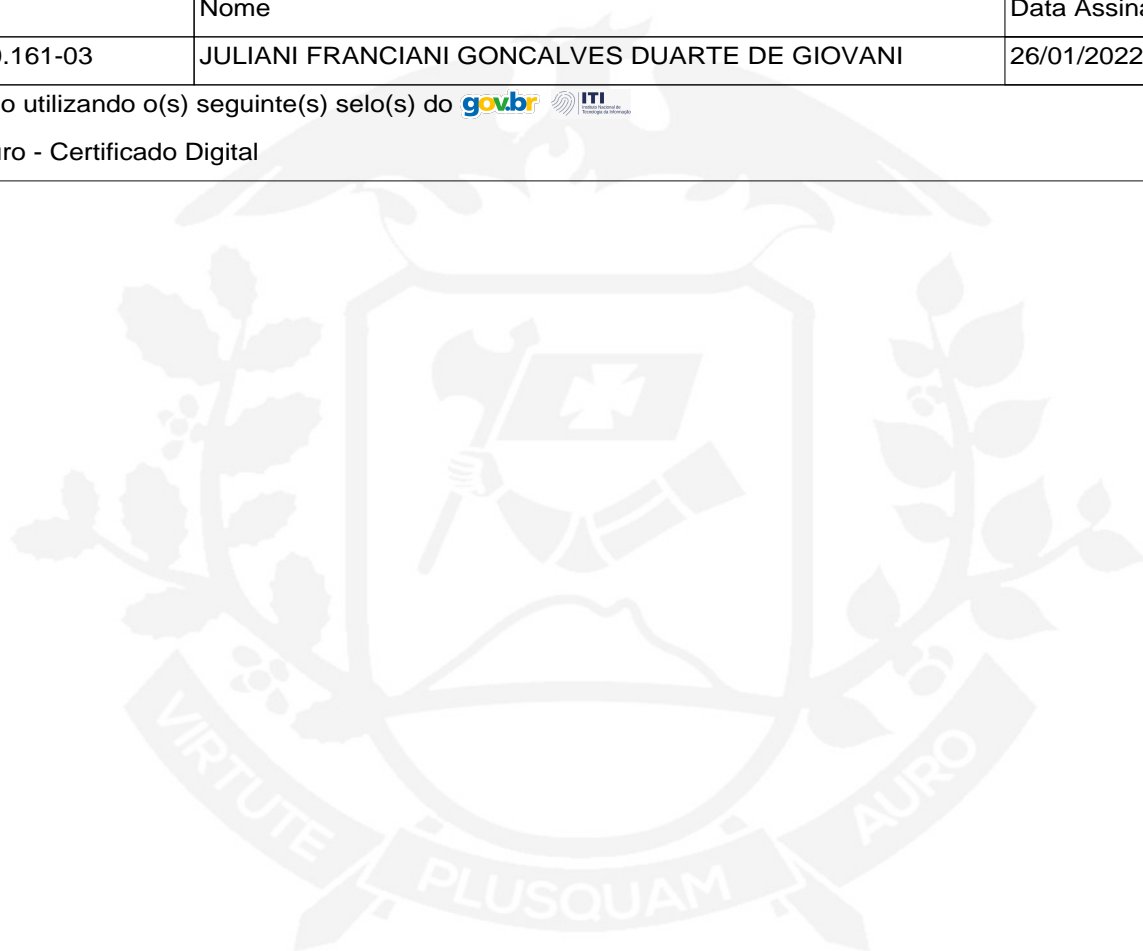 Nome Data Assina
.161-03 JULIANI FRANCIANI GONCALVES DUARTE DE GIOVANI 26/01/2022
o utilizando o(s) seguinte(s) selo(s) do gov.br ITI
ro - Certificado Digital
VIRTUTE PLUSQUAM AURO